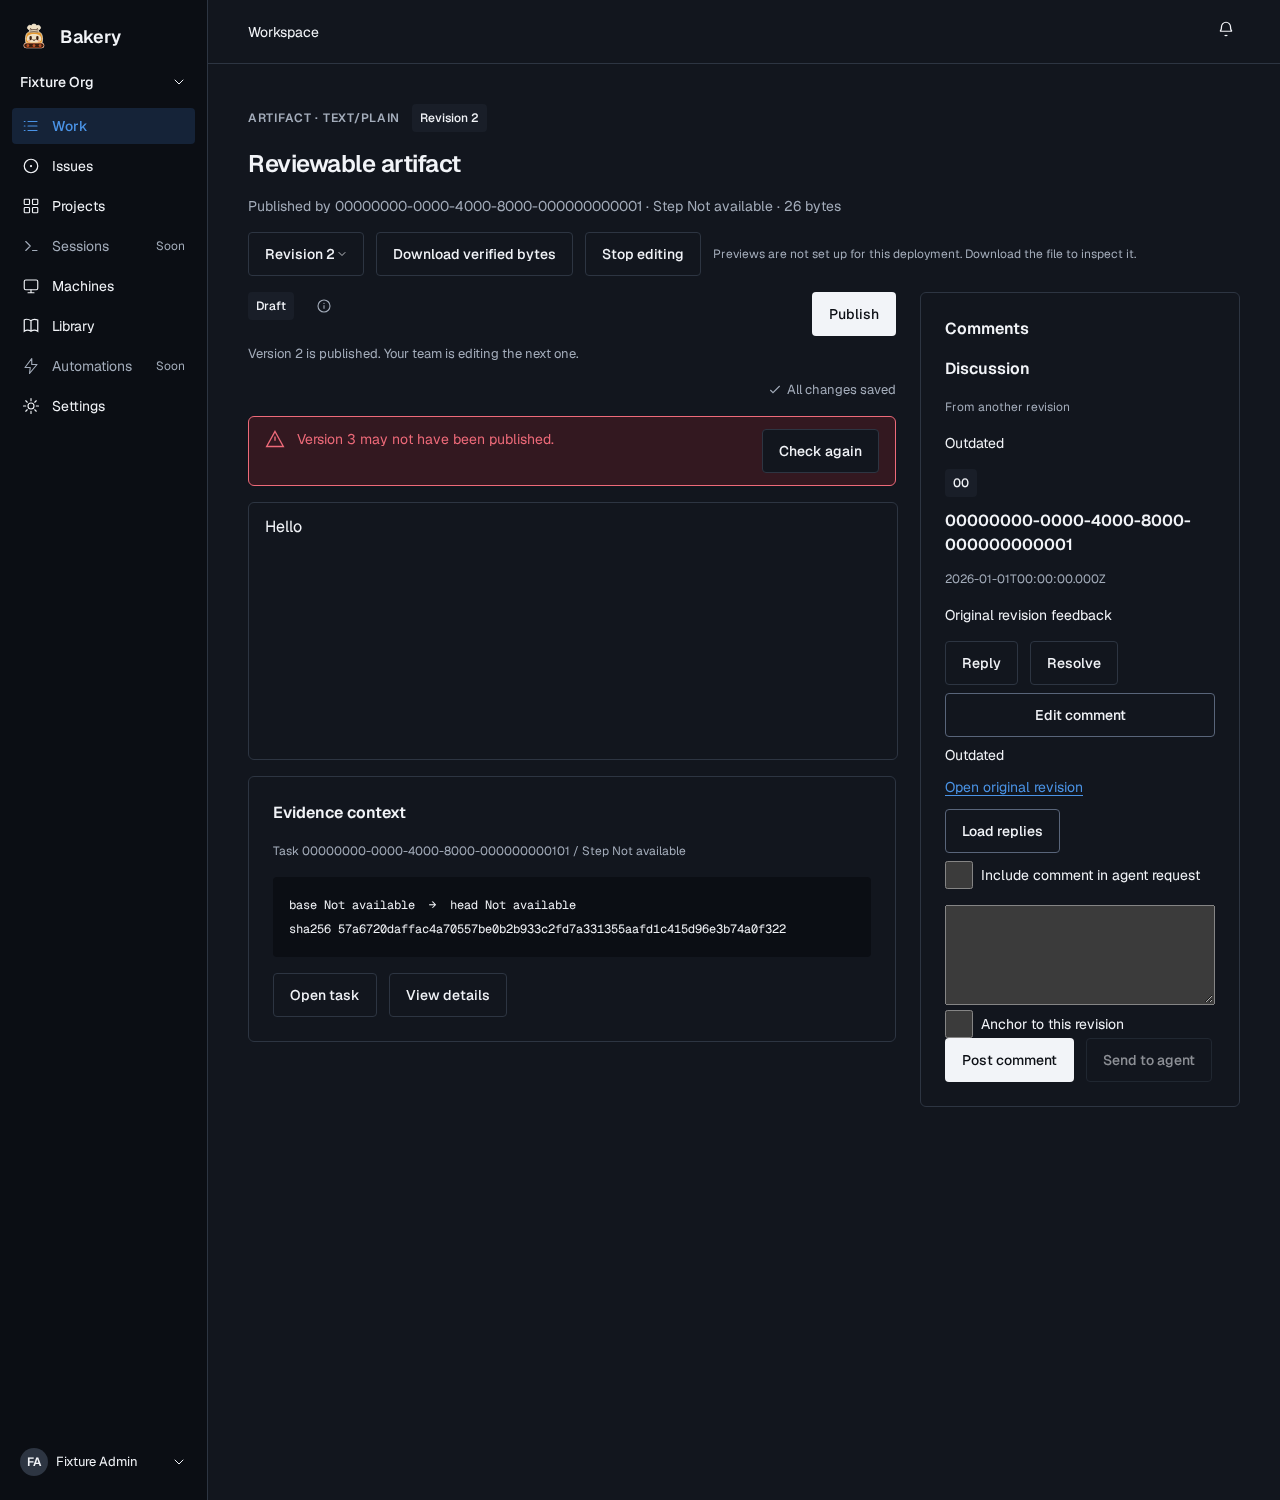 Bakery
Fixture Org
Work
Issues
Projects
Sessions Soon
Machines
Library
Automations Soon
Settings
FA Fixture Admin
Workspace
ARTIFACT · TEXT/PLAIN Revision 2
Reviewable artifact
Published by 00000000-0000-4000-8000-000000000001 · Step Not available · 26 bytes
Revision 2 Download verified bytes Stop editing Previews are not set up for this deployment. Download the file to inspect it.
Draft Publish
Version 2 is published. Your team is editing the next one.
All changes saved
Version 3 may not have been published. Check again
Hello
Evidence context
Task 00000000-0000-4000-8000-000000000101 / Step Not available
base Not available → head Not available
sha256 57a6720daffac4a70557be0b2b933c2fd7a331355aafd1c415d96e3b74a0f322
Open task View details
Comments
Discussion
From another revision
Outdated
00
00000000-0000-4000-8000-
000000000001
2026-01-01T00:00:00.000Z
Original revision feedback
Reply Resolve
Edit comment
Outdated
Open original revision
Load replies
Include comment in agent request
Anchor to this revision
Post comment Send to agent